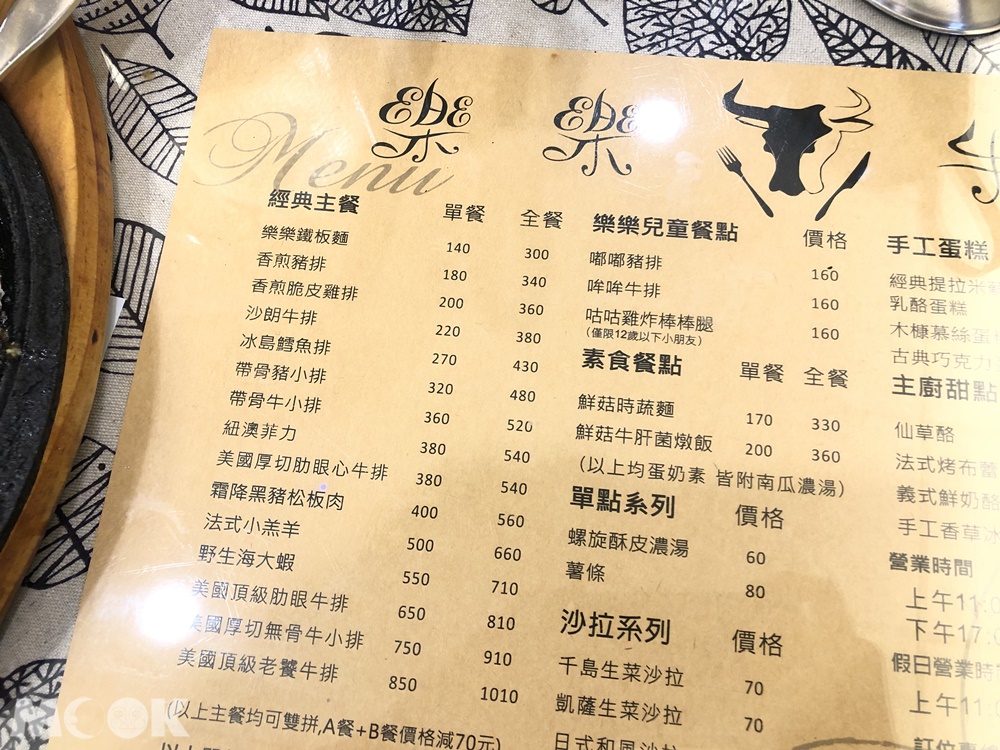 樂 樂
Menu
經典主餐 單餐 全餐
樂樂鐵板麵 140 300
香煎豬排 180 340
香煎脆皮雞排 200 360
沙朗牛排 220 380
冰島鱈魚排 270 430
帶骨豬小排 320 480
帶骨牛小排 360 520
紐澳菲力 380 540
美國厚切肋眼心牛排 380 540
霜降黑豬松板肉 400 560
法式小羔羊 500 660
野生海大蝦 550 710
美國頂級肋眼牛排 650 810
美國厚切無骨牛小排 750 910
美國頂級老饕牛排 850 1010
(以上主餐均可雙拼,A餐+B餐價格減70元)
樂樂兒童餐點 價格
嘟嘟豬排 160
哞哞牛排 160
咕咕雞炸棒棒腿 160
(僅限12歲以下小朋友)
素食餐點 單餐 全餐
鮮菇時蔬麵 170 330
鮮菇牛肝菌燉飯 200 360
(以上均蛋奶素 皆附南瓜濃湯)
單點系列 價格
螺旋酥皮濃湯 60
薯條 80
沙拉系列 價格
千島生菜沙拉 70
凱薩生菜沙拉 70
日式和風沙拉
手工蛋糕
經典提拉米
乳酪蛋糕
木糠慕絲蛋
古典巧克力
主廚甜點
仙草酪
法式烤布蕾
義式鮮奶酪
手工香草冰
營業時間
上午11:0
下午17:0
假日營業時
上午11:0
訂位專